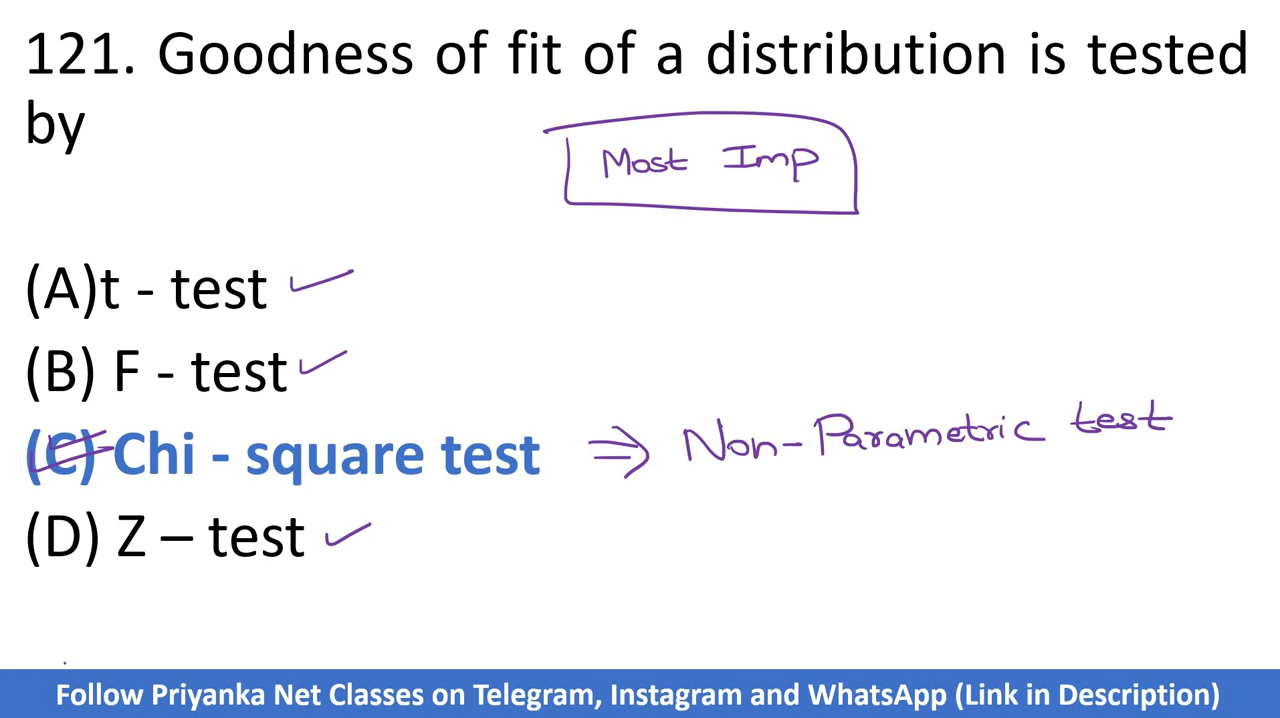 121. Goodness of fit of a distribution is tested
by
Most Imp
(A)t - test
(B) F - test
(C) Chi - square test ⇒ Non-Parametric test
(D) Z – test
Follow Priyanka Net Classes on Telegram, Instagram and WhatsApp (Link in Description)